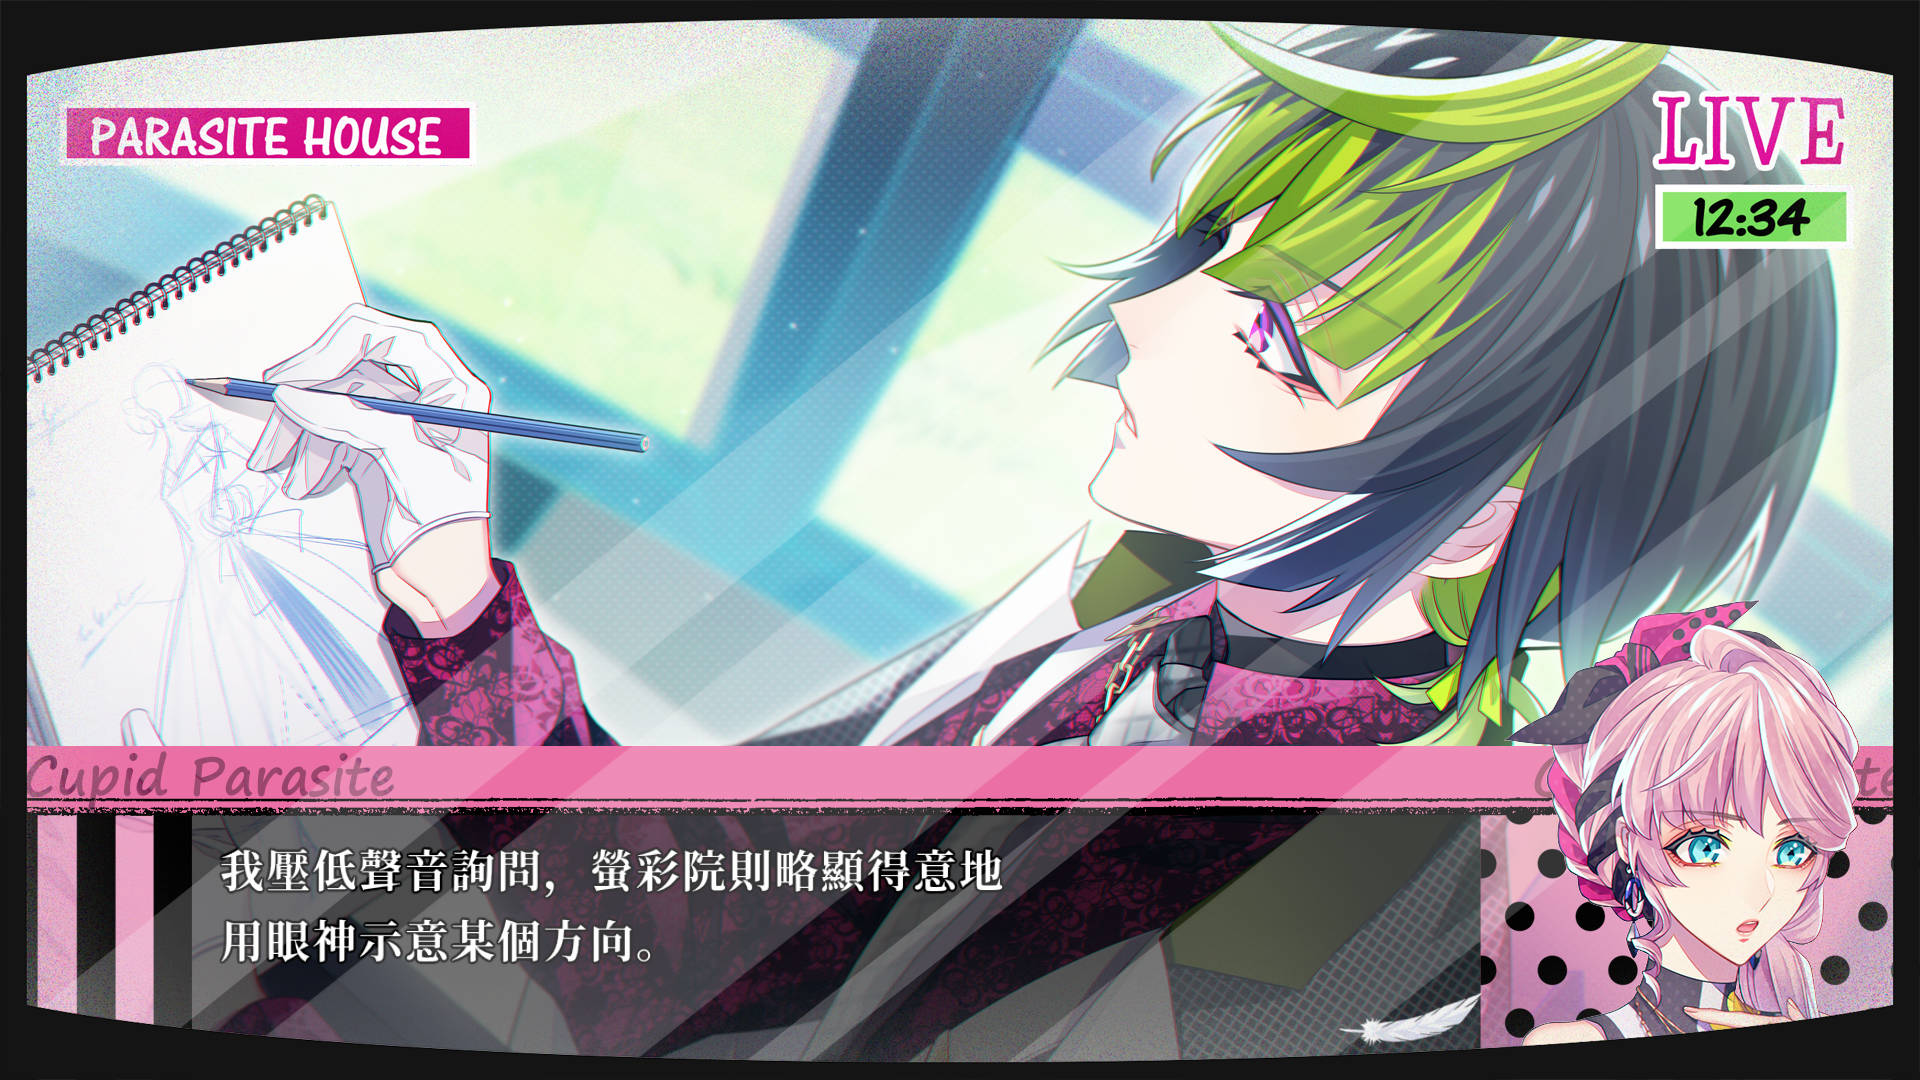 PARASITE HOUSE
LIVE
12:34
Cupid Parasite
我壓低聲音詢問，螢彩院則略顯得意地
用眼神示意某個方向。